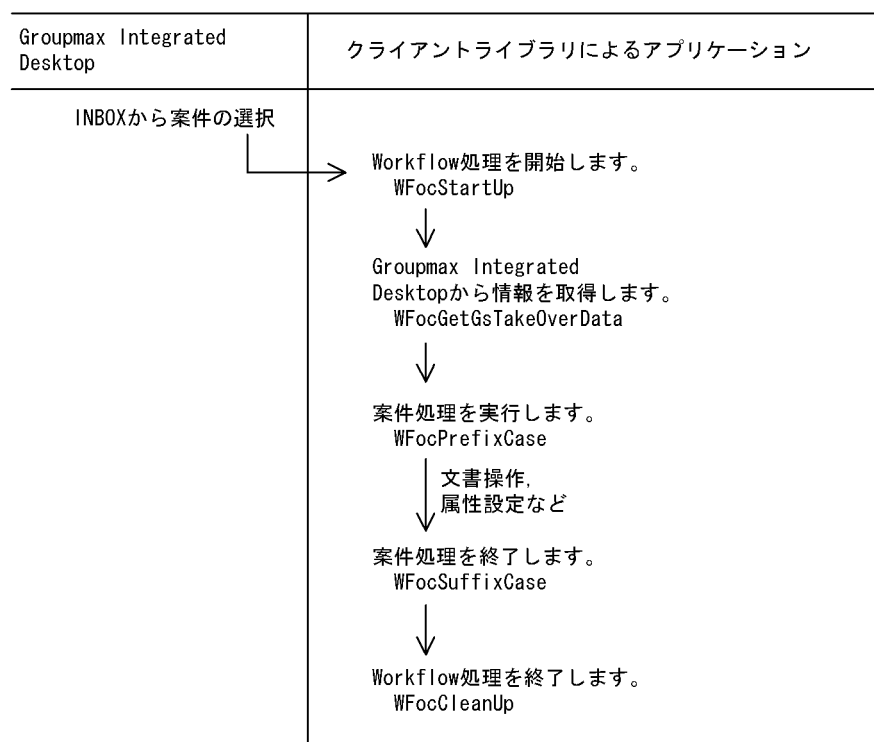 Groupmax Integrated
Desktop
クライアントライブラリによるアプリケーション
INBOXから案件の選択
Workflow処理を開始します。
WFocStartUp
Groupmax Integrated
Desktopから情報を取得します。
WFocGetGsTakeOverData
案件処理を実行します。
WFocPrefixCase
文書操作,
属性設定など
案件処理を終了します。
WFocSuffixCase
Workflow処理を終了します。
WFocCleanUp